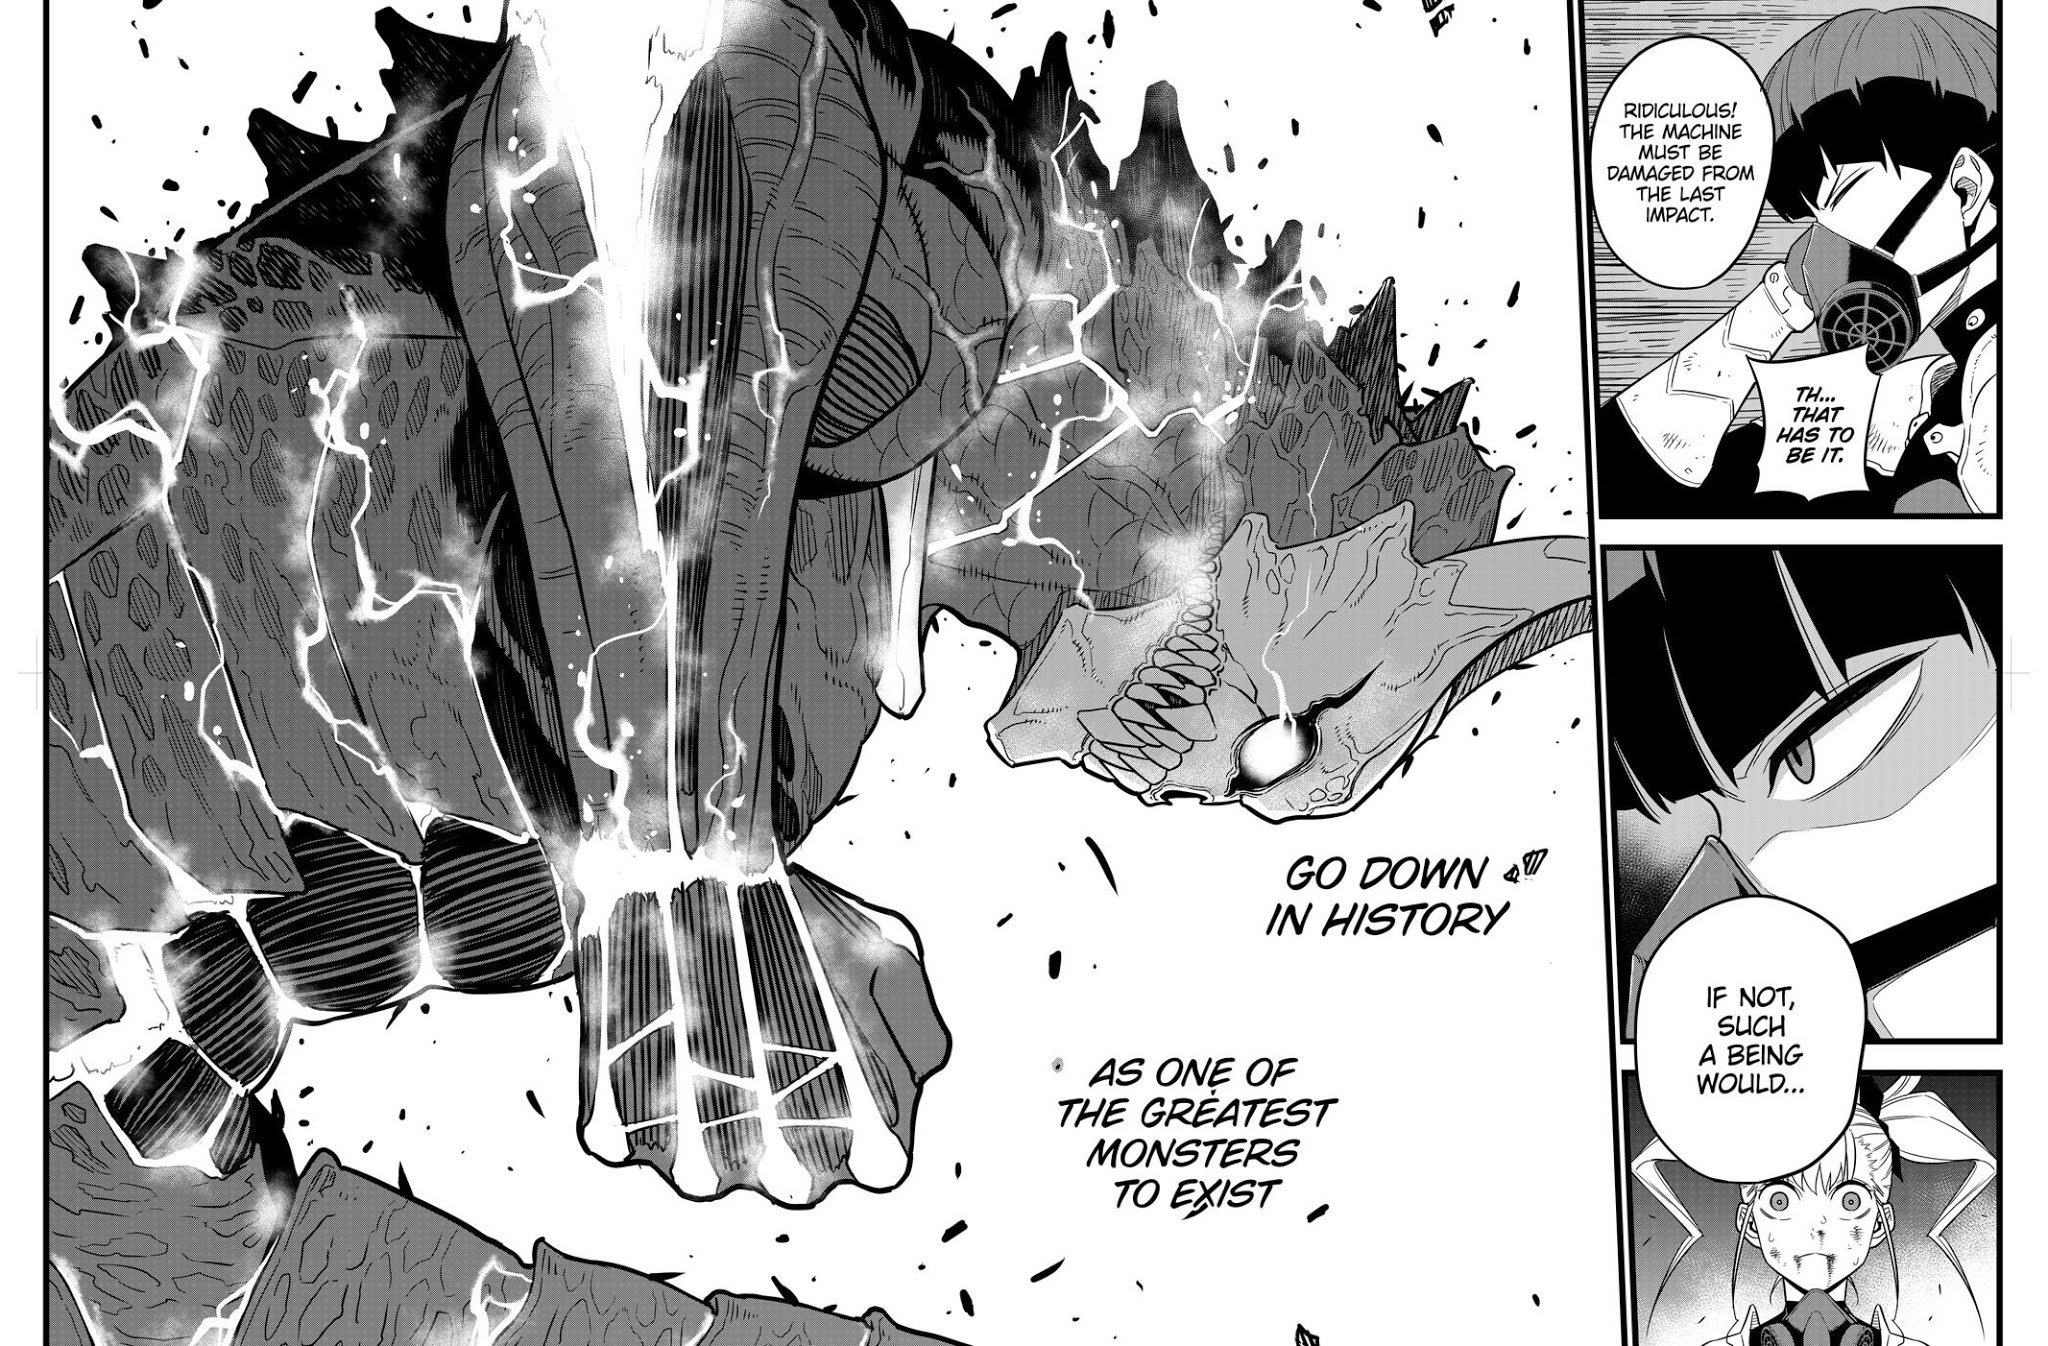 RIDICULOUS!
THE MACHINE
MUST BE
DAMAGED FROM
THE LAST
IMPACT.
TH...
THAT
HAS TO
BE IT.
IF NOT,
SUCH
A BEING
WOULD...
GO DOWN
IN HISTORY
AS ONE OF
THE GREATEST
MONSTERS
TO EXIST